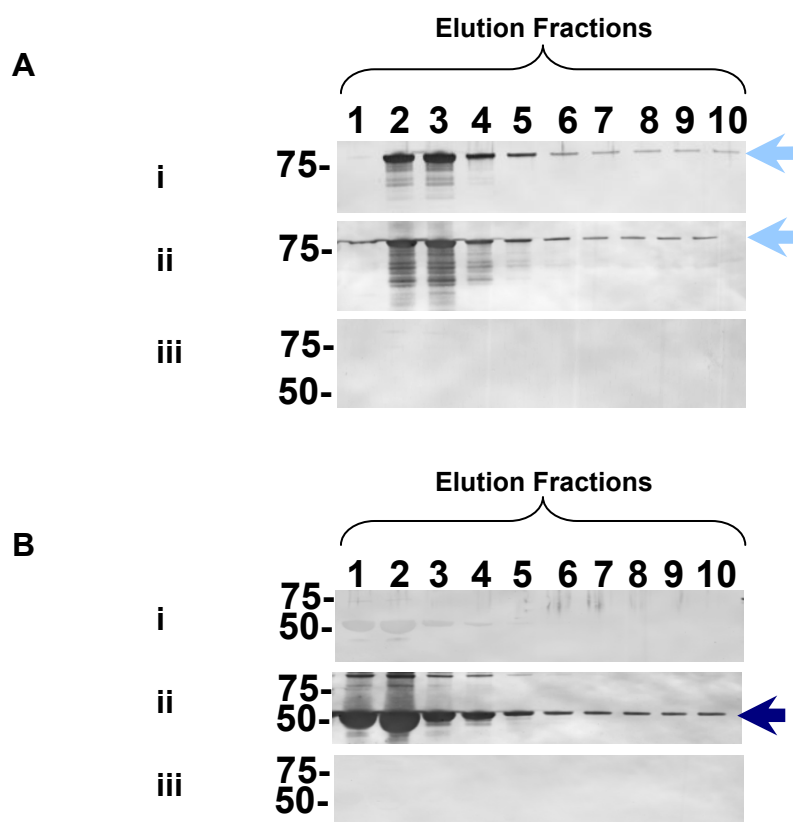 Elution Fractions
A
1 2 3 4 5 6 7 8 9 10
i
75-
ii
75-
iii
75-
50-
Elution Fractions
B
1 2 3 4 5 6 7 8 9 10
i
75-
50-
ii
75-
50-
iii
75-
50-